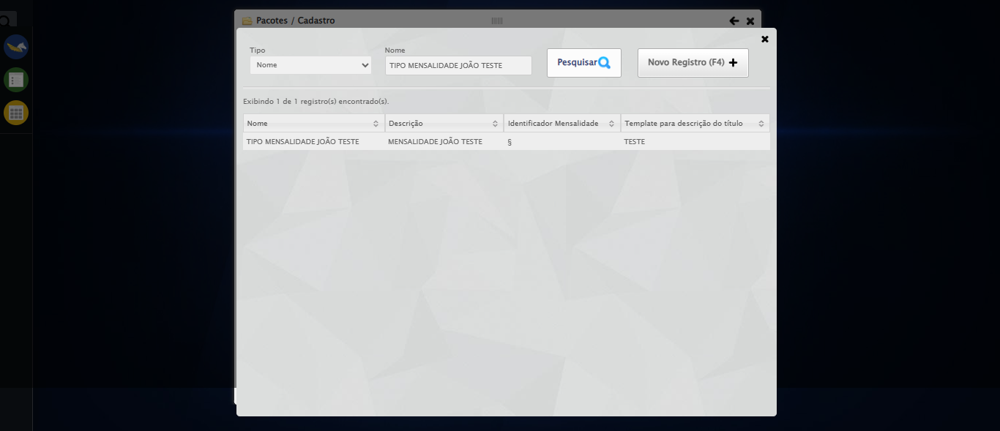 Pacotes / Cadastro
Tipo
Nome
Nome
TIPO MENSALIDADE JOÃO TESTE
Pesquisar
Novo Registro (F4)
Exibindo 1 de 1 registro(s) encontrado(s).
Nome Descrição Identificador Mensalidade Template para descrição do título
TIPO MENSALIDADE JOÃO TESTE MENSALIDADE JOÃO TESTE § TESTE